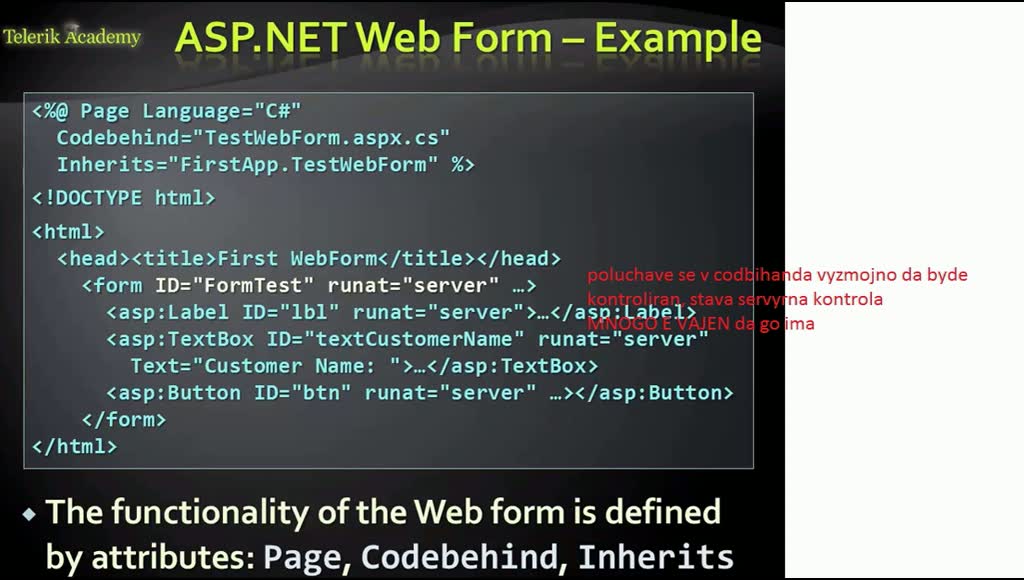 Telerik Academy
ASP.NET Web Form – Example
<%@ Page Language="C#"
Codebehind="TestWebForm.aspx.cs"
Inherits="FirstApp.TestWebForm" %>
<!DOCTYPE html>
<html>
<head><title>First WebForm</title></head>
<form ID="FormTest" runat="server" …>
<asp:Label ID="lbl" runat="server">…</asp:Label>
<asp:TextBox ID="textCustomerName" runat="server"
Text="Customer Name: ">…</asp:TextBox>
<asp:Button ID="btn" runat="server" …></asp:Button>
</form>
</html>
poluchave se v codbihanda vyzmojno da byde
kontroliran, stava servyrna kontrola
MNOGO E VAJEN da go ima
The functionality of the Web form is defined
by attributes: Page, Codebehind, Inherits